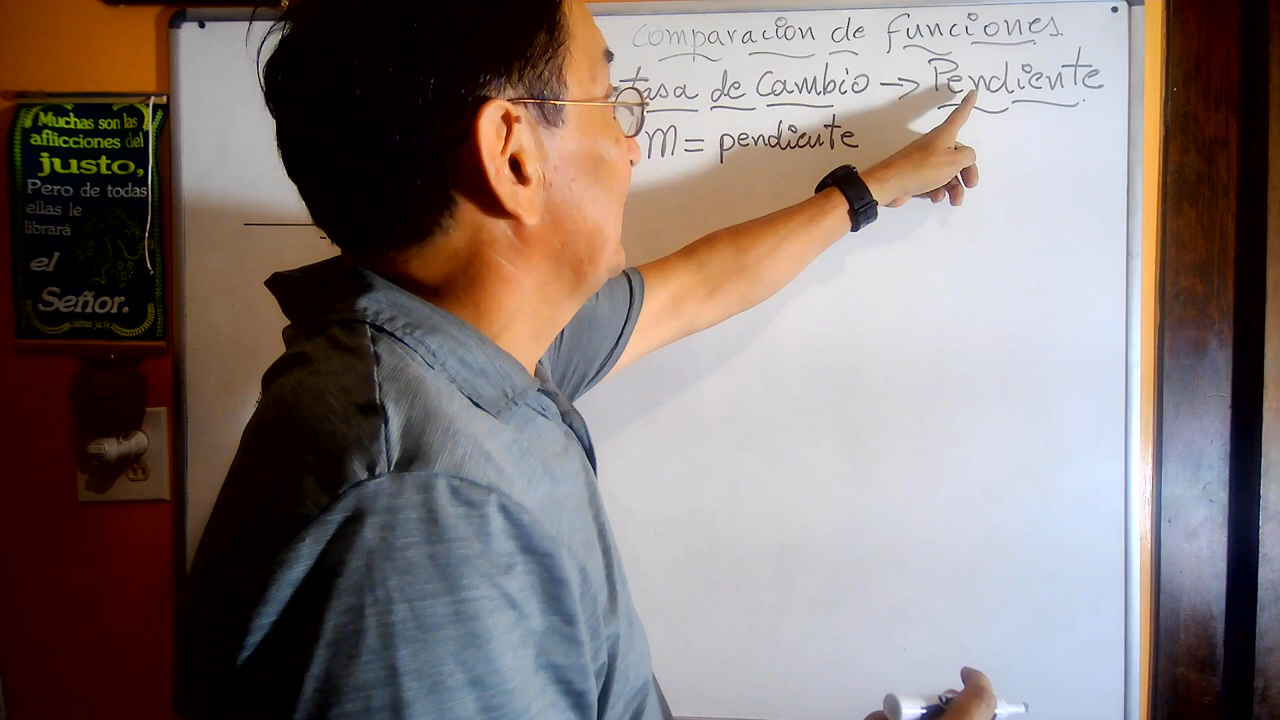 Comparación de funciones.
tasa de Cambio → Pendiente
m = pendiente
Muchas son las
aflicciones del
justo,
Pero de todas
ellas le
librará
el
Señor.